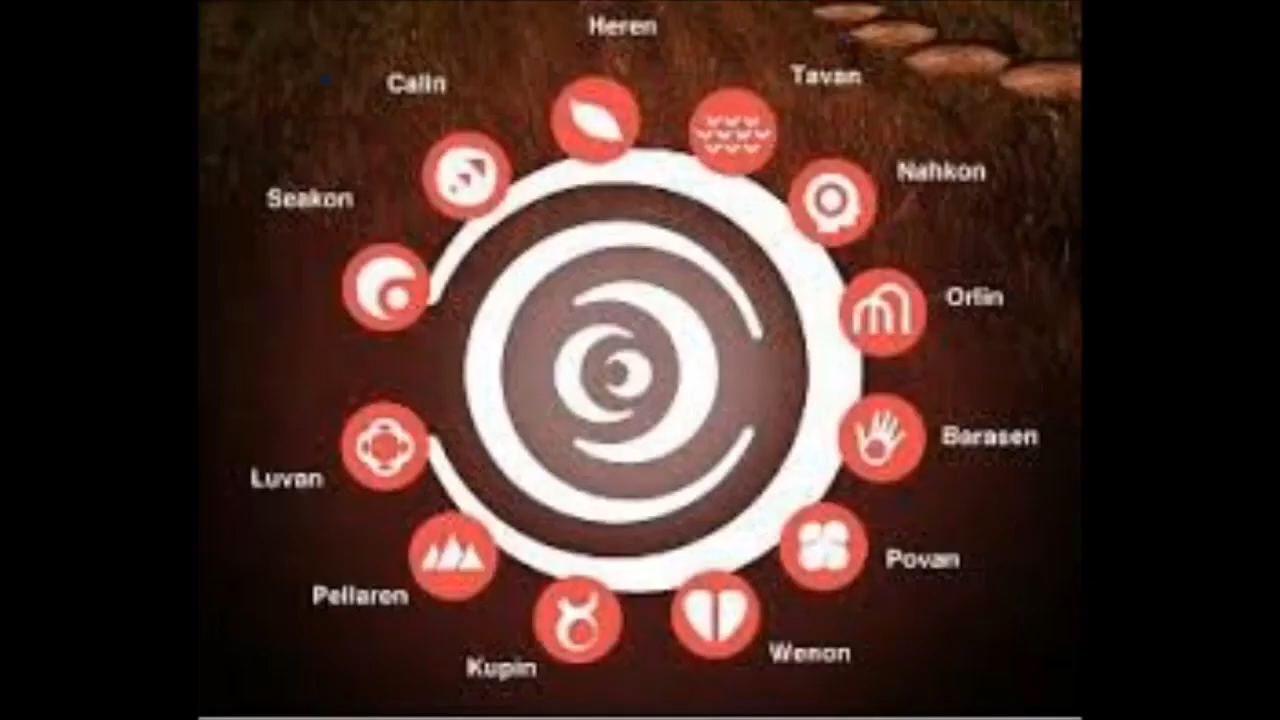 Heren
Tavan
Calin
Nahkon
Seakon
Orlin
Barasen
Luvan
Povan
Pellaren
Wenon
Kupin